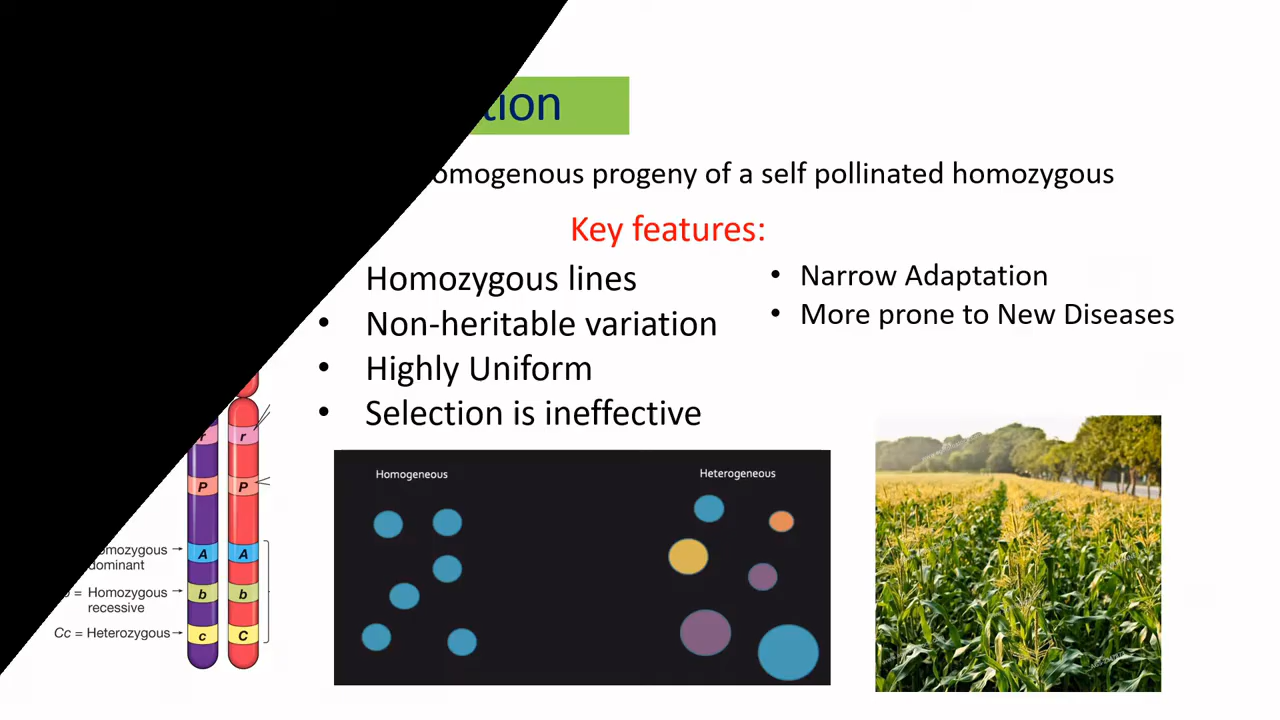 tion
omogenous progeny of a self pollinated homozygous
Key features:
Homozygous lines
• Non-heritable variation
• Highly Uniform
• Selection is ineffective
• Narrow Adaptation
• More prone to New Diseases
r r
P P
omozygous A A
dominant
= Homozygous b b
recessive
Cc = Heterozygous c C
Homogeneous
Heterogeneous